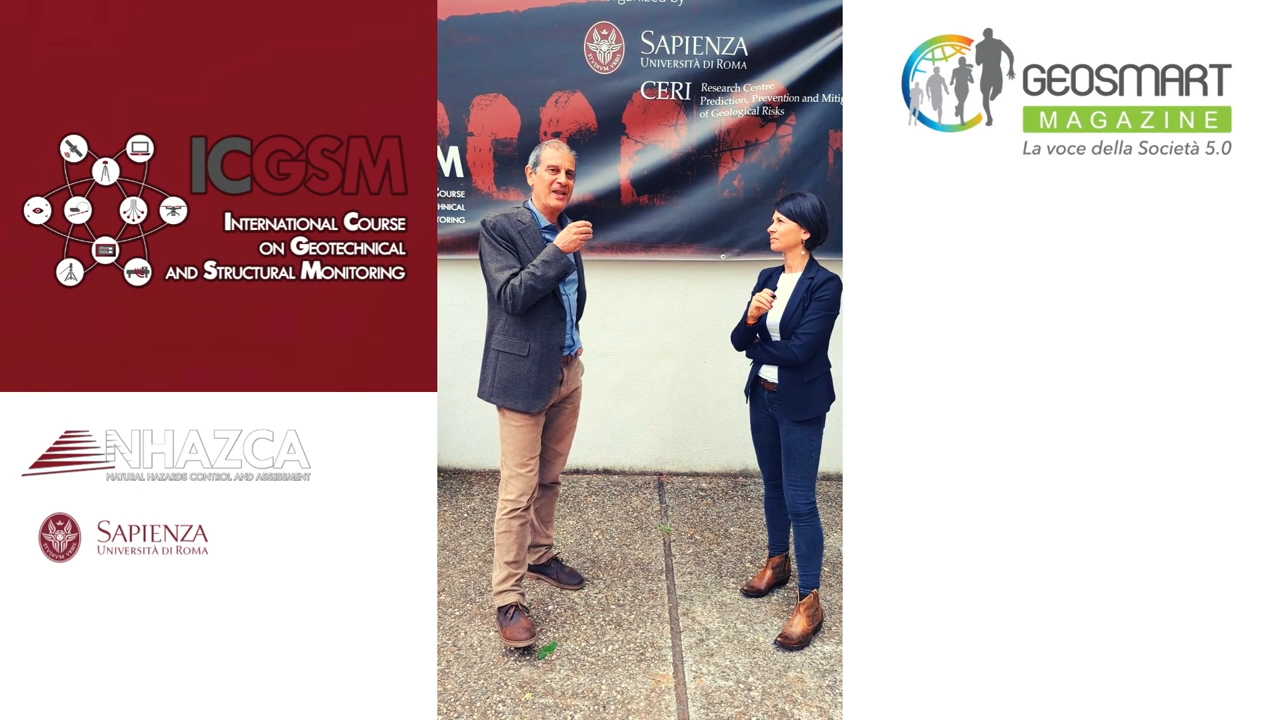 ICGSM
INTERNATIONAL COURSE
ON GEOTECHNICAL
AND STRUCTURAL MONITORING
NHAZCA
NATURAL HAZARDS CONTROL AND ASSESSMENT
SAPIENZA
UNIVERSITÀ DI ROMA
by
SAPIENZA
UNIVERSITÀ DI ROMA
CERI
Research Centre
Prediction, Prevention and Mitig
of Geological Risks
M
COURSE
HNICAL
TORING
GEOSMART
MAGAZINE
La voce della Società 5.0